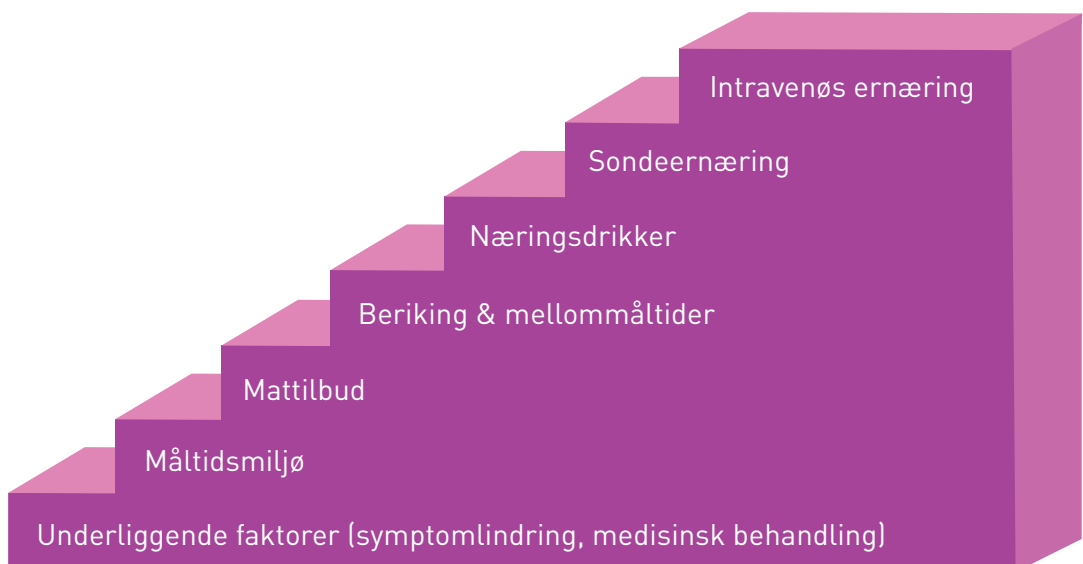 Intravenøs ernæring
Sondeernæring
Næringsdrikker
Beriking & mellommåltider
Mattilbud
Måltidsmiljø
Underliggende faktorer (symptomlindring, medisinsk behandling)